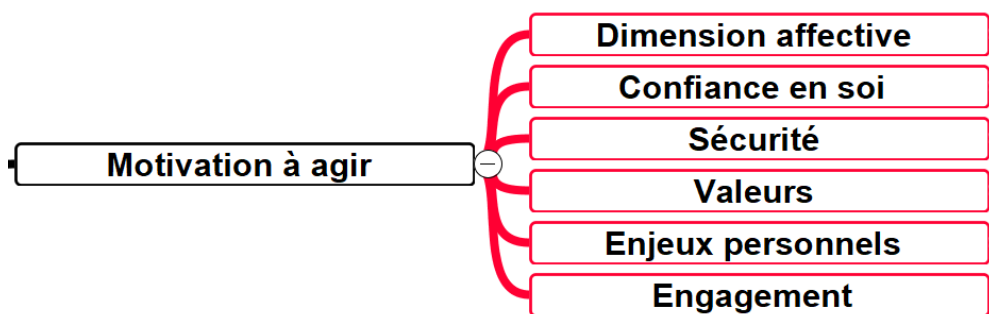 Dimension affective
Confiance en soi
Sécurité
Motivation à agir
Valeurs
Enjeux personnels
Engagement